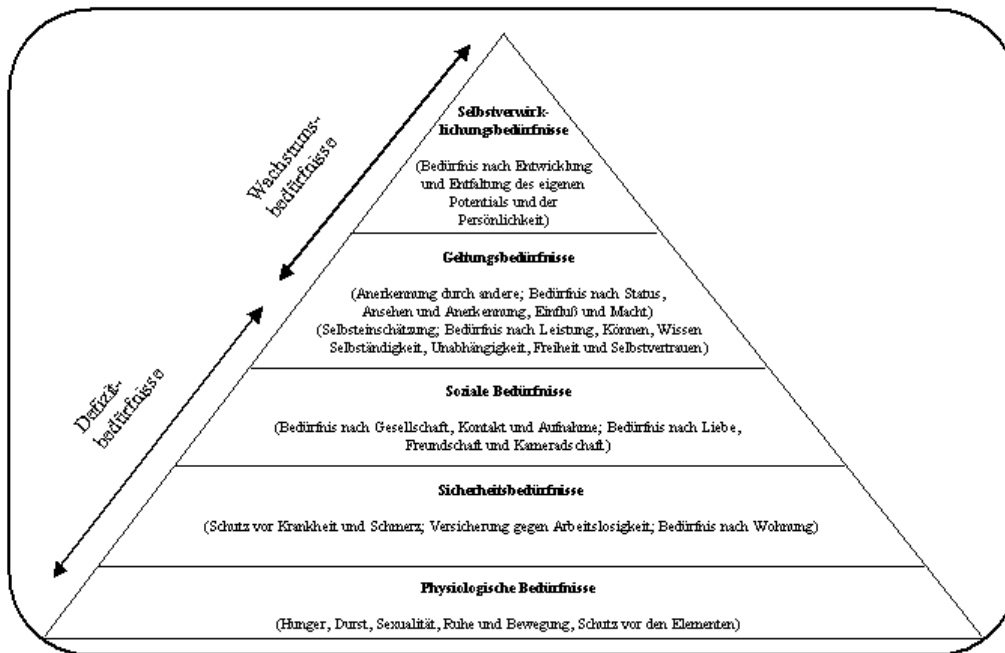 Wachstums-
bedürfnisse
Defizit-
bedürfnisse
Selbstverwirk-
lichungsbedürfnisse
(Bedürfnis nach Entwicklung
und Entfaltung des eigenen
Potentials und der
Persönlichkeit)
Geltungsbedürfnisse
(Anerkennung durch andere; Bedürfnis nach Status,
Ansehen und Anerkennung, Einfluß und Macht)
(Selbsteinschätzung; Bedürfnis nach Leistung, Können, Wissen
Selbständigkeit, Unabhängigkeit, Freiheit und Selbstvertrauen)
Soziale Bedürfnisse
(Bedürfnis nach Gesellschaft, Kontakt und Aufnahme; Bedürfnis nach Liebe,
Freundschaft und Kameradschaft)
Sicherheitsbedürfnisse
(Schutz vor Krankheit und Schmerz; Versicherung gegen Arbeitslosigkeit; Bedürfnis nach Wohnung)
Physiologische Bedürfnisse
(Hunger, Durst, Sexualität, Ruhe und Bewegung, Schutz vor den Elementen)